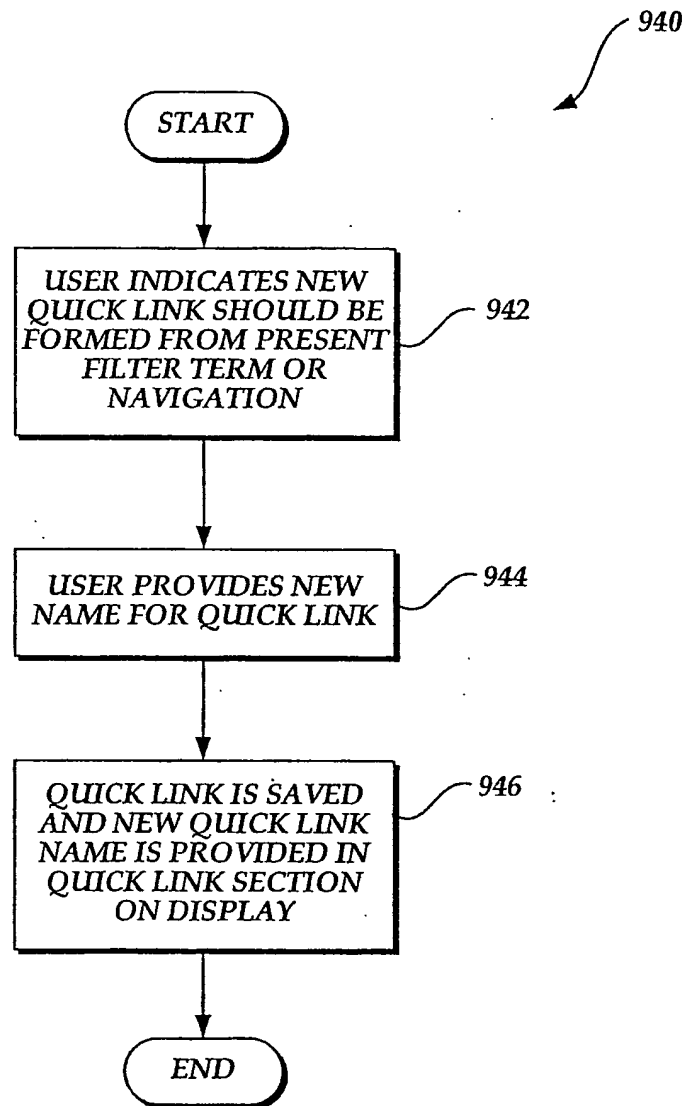 940
START
USER INDICATES NEW
QUICK LINK SHOULD BE
FORMED FROM PRESENT
FILTER TERM OR
NAVIGATION
942
USER PROVIDES NEW
NAME FOR QUICK LINK
944
QUICK LINK IS SAVED
AND NEW QUICK LINK
NAME IS PROVIDED IN
QUICK LINK SECTION
ON DISPLAY
946
END